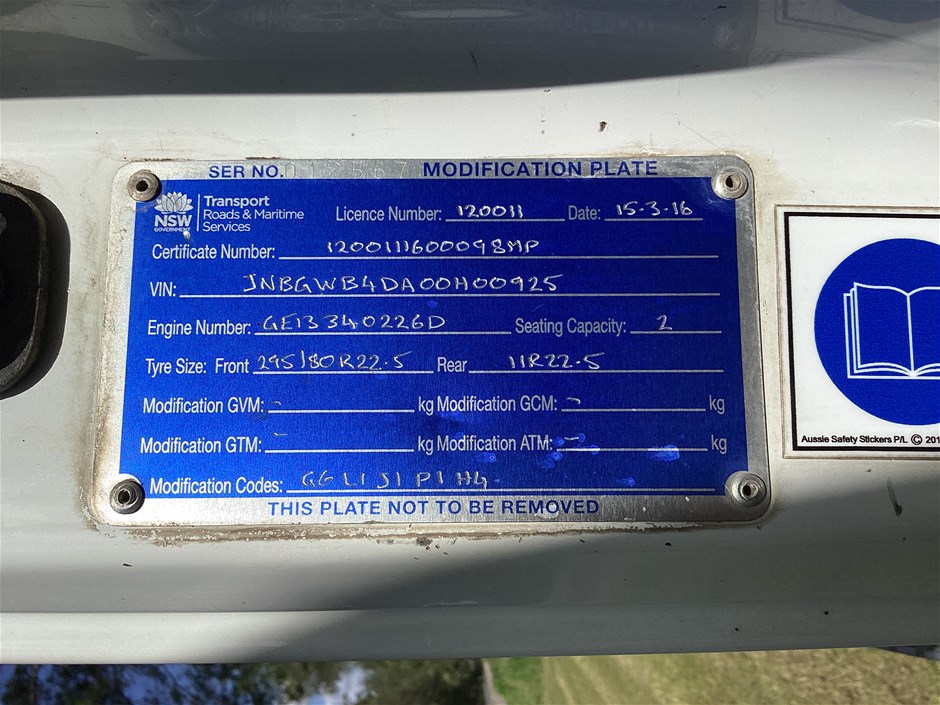 SER NO. MODIFICATION PLATE
NSW GOVERNMENT
Transport
Roads & Maritime
Services
Licence Number: 120011 Date: 15-3-16
Certificate Number: 1200111600098MP
VIN: JNBGWB4DA00H00925
Engine Number: GE13340226D Seating Capacity: 2
Tyre Size: Front 295/80R22.5 Rear 11R22-5
Modification GVM: - kg Modification GCM: - kg
Modification GTM: - kg Modification ATM: - kg
Modification Codes: G6 L1 J1 P1 H4
THIS PLATE NOT TO BE REMOVED
Aussie Safety Stickers P/L ©